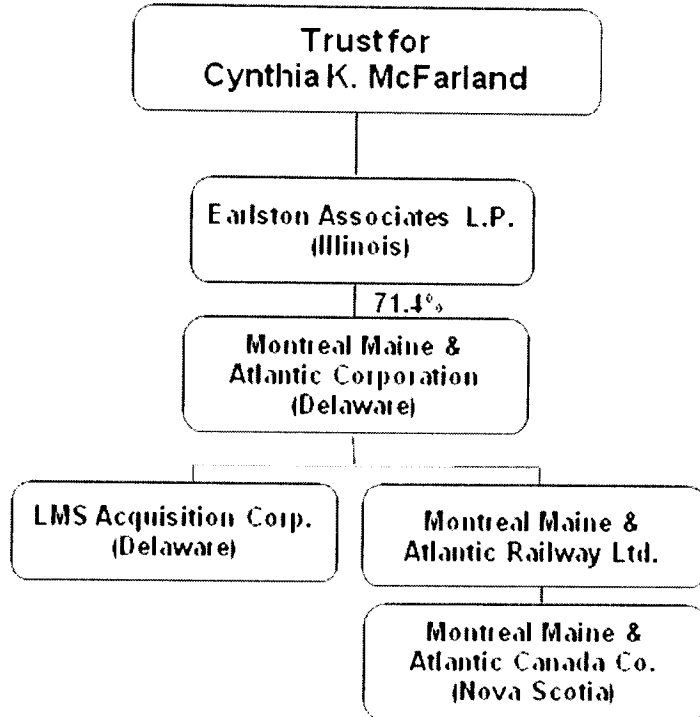 Trust for
Cynthia K. McFarland
Earlston Associates L.P.
(Illinois)
71.4%
Montreal Maine &
Atlantic Corporation
(Delaware)
LMS Acquisition Corp.
(Delaware)
Montreal Maine &
Atlantic Railway Ltd.
Montreal Maine &
Atlantic Canada Co.
(Nova Scotia)